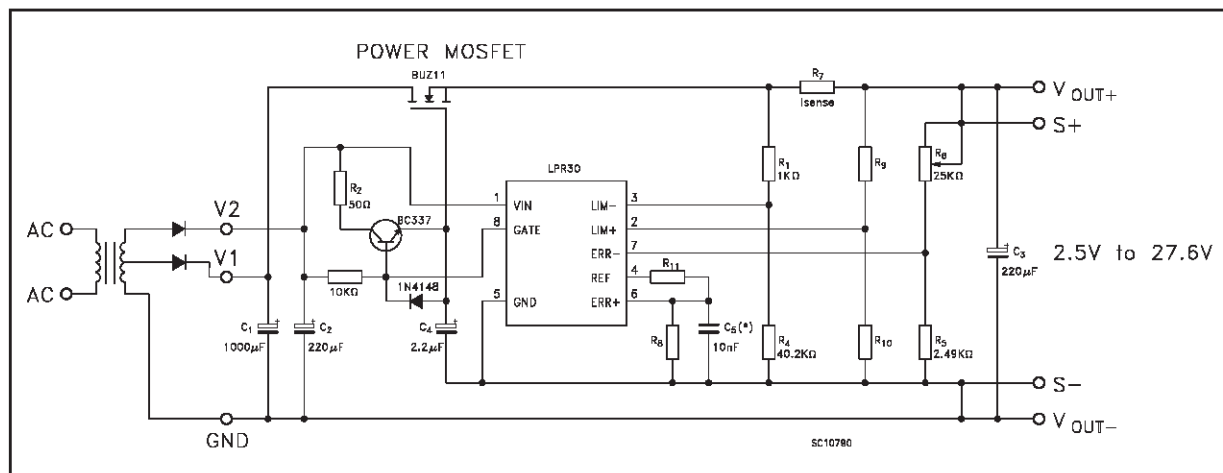 POWER MOSFET
BUZ11
R7
Isense
VOUT+
S+
R1
1KΩ
R9
R6
25KΩ
LPR30
R2
50Ω
1
VIN
LIM-
3
BC337
8
GATE
LIM+
2
ERR-
7
REF
4
R11
5
GND
ERR+
6
AC
V2
V1
AC
10KΩ
1N4148
C3
220µF
2.5V to 27.6V
C1
1000µF
C2
220µF
C4
2.2µF
R8
C5(*)
10nF
R4
40.2KΩ
R10
R5
2.49KΩ
S-
GND
VOUT-
SC10780
+
+
+
+